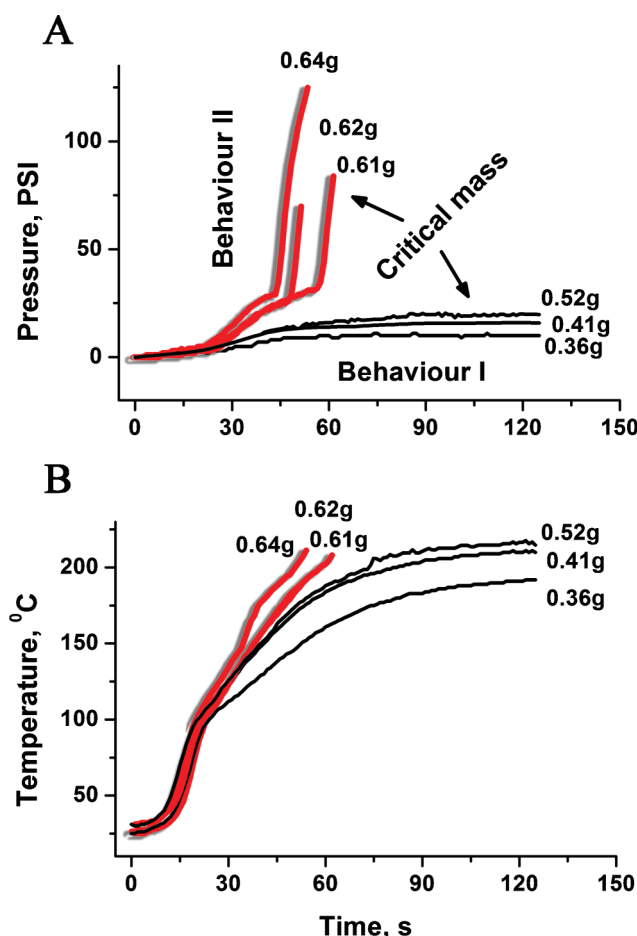 A
0.64g
0.62g
0.61g
Behaviour II
Critical mass
100
50
0
Pressure, PSI
0.52g
0.41g
0.36g
Behaviour I
0 30 60 90 120 150
B
0.62g
0.64g 0.61g
0.52g
0.41g
0.36g
200
150
100
50
Temperature, ⁰C
0 30 60 90 120 150
Time, s